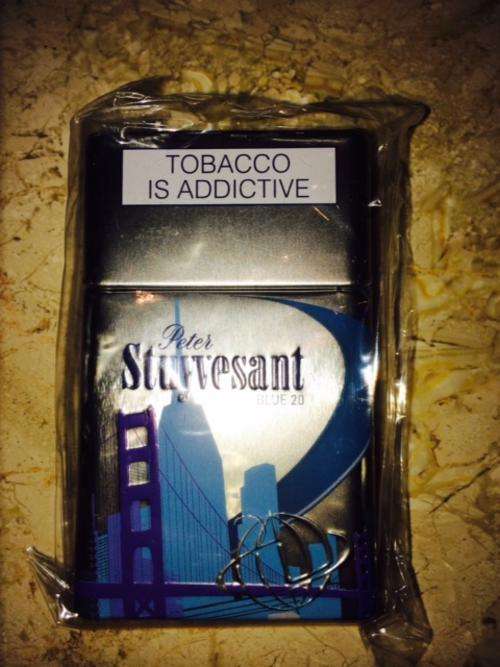 TOBACCO
IS ADDICTIVE
Peter
Stuyvesant
BLUE 20